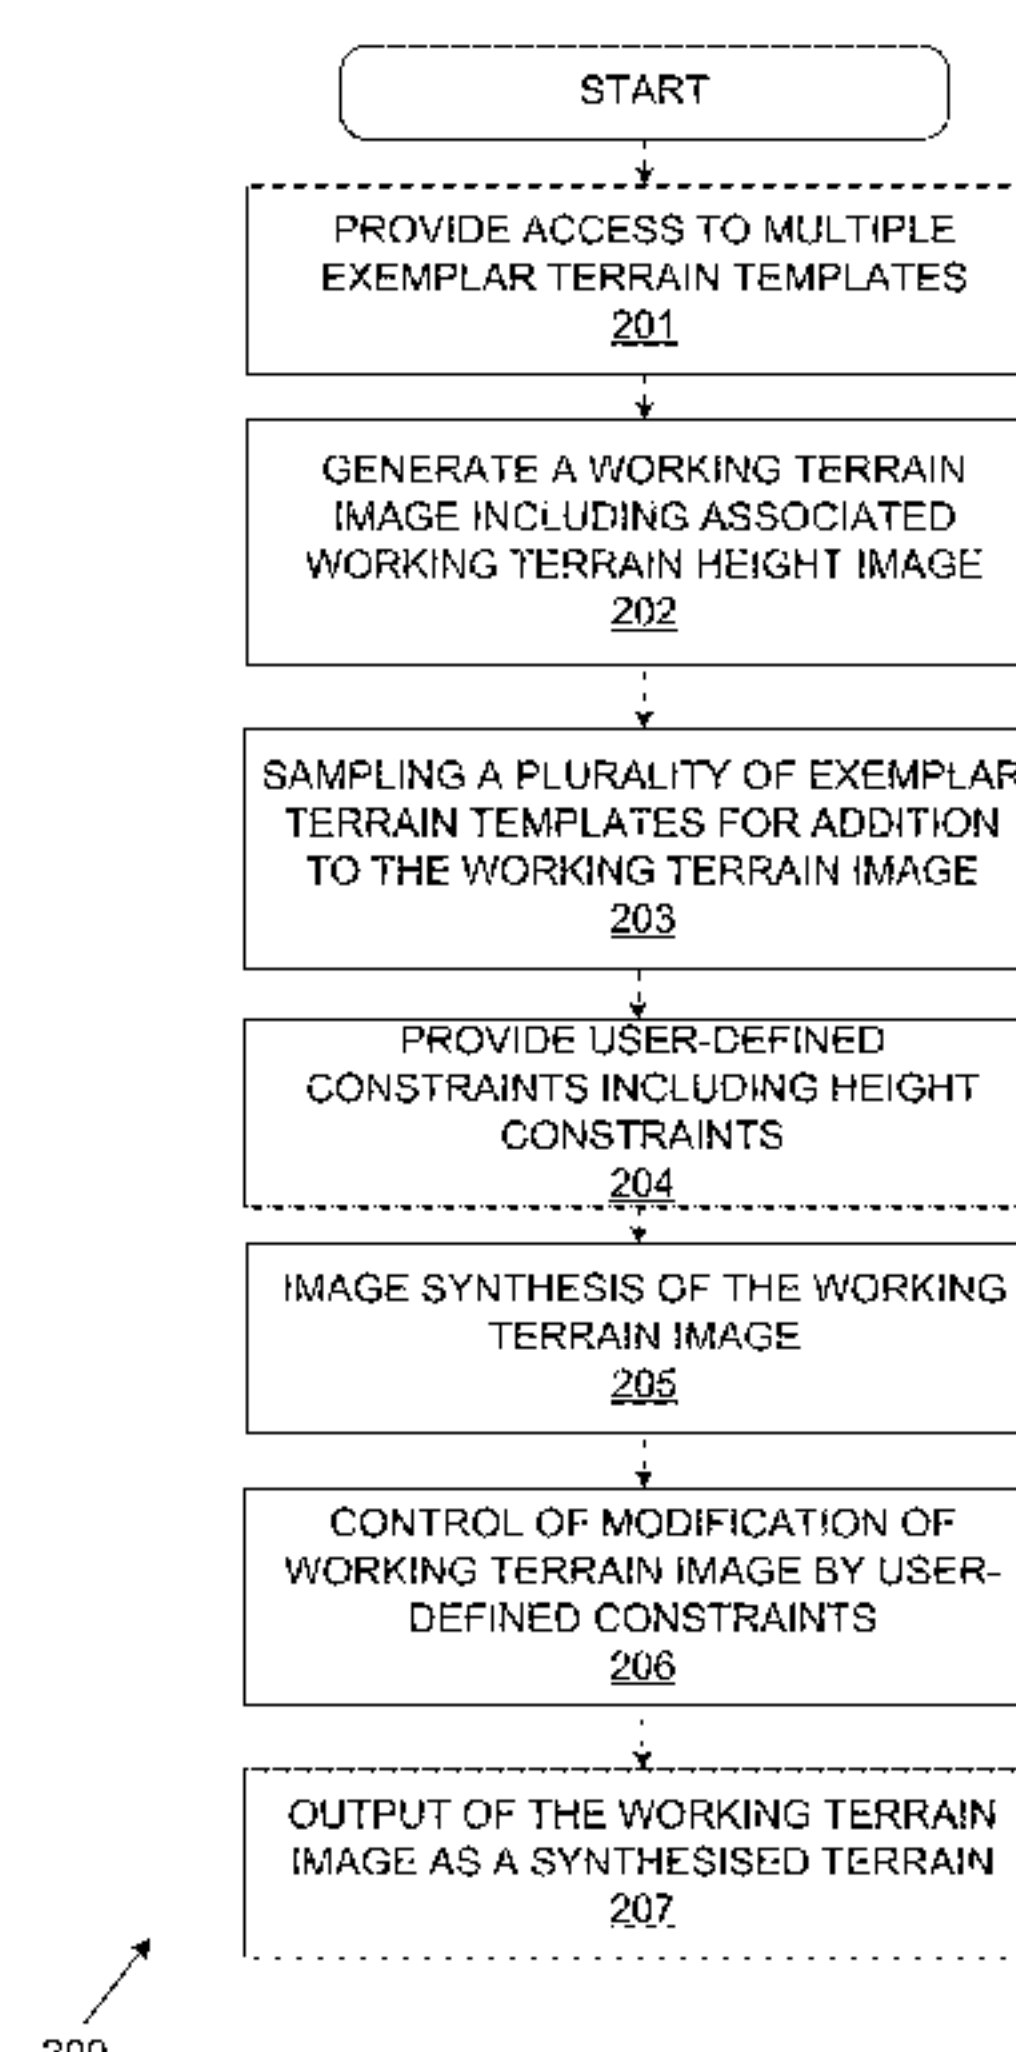 START
PROVIDE ACCESS TO MULTIPLE
EXEMPLAR TERRAIN TEMPLATES
201
GENERATE A WORKING TERRAIN
IMAGE INCLUDING ASSOCIATED
WORKING TERRAIN HEIGHT IMAGE
202
SAMPLING A PLURALITY OF EXEMPLAR
TERRAIN TEMPLATES FOR ADDITION
TO THE WORKING TERRAIN IMAGE
203
PROVIDE USER-DEFINED
CONSTRAINTS INCLUDING HEIGHT
CONSTRAINTS
204
IMAGE SYNTHESIS OF THE WORKING
TERRAIN IMAGE
205
CONTROL OF MODIFICATION OF
WORKING TERRAIN IMAGE BY USER-
DEFINED CONSTRAINTS
206
OUTPUT OF THE WORKING TERRAIN
IMAGE AS A SYNTHESISED TERRAIN
207